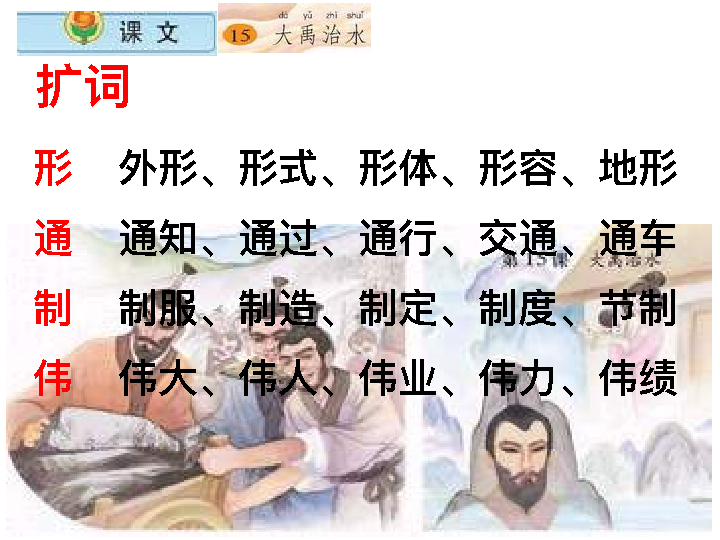 课文
dà yǔ zhì shuǐ
15 大禹治水
扩词
形 外形、形式、形体、形容、地形
通 通知、通过、通行、交通、通车
第15课 大禹治水
制 制服、制造、制定、制度、节制
伟 伟大、伟人、伟业、伟力、伟绩